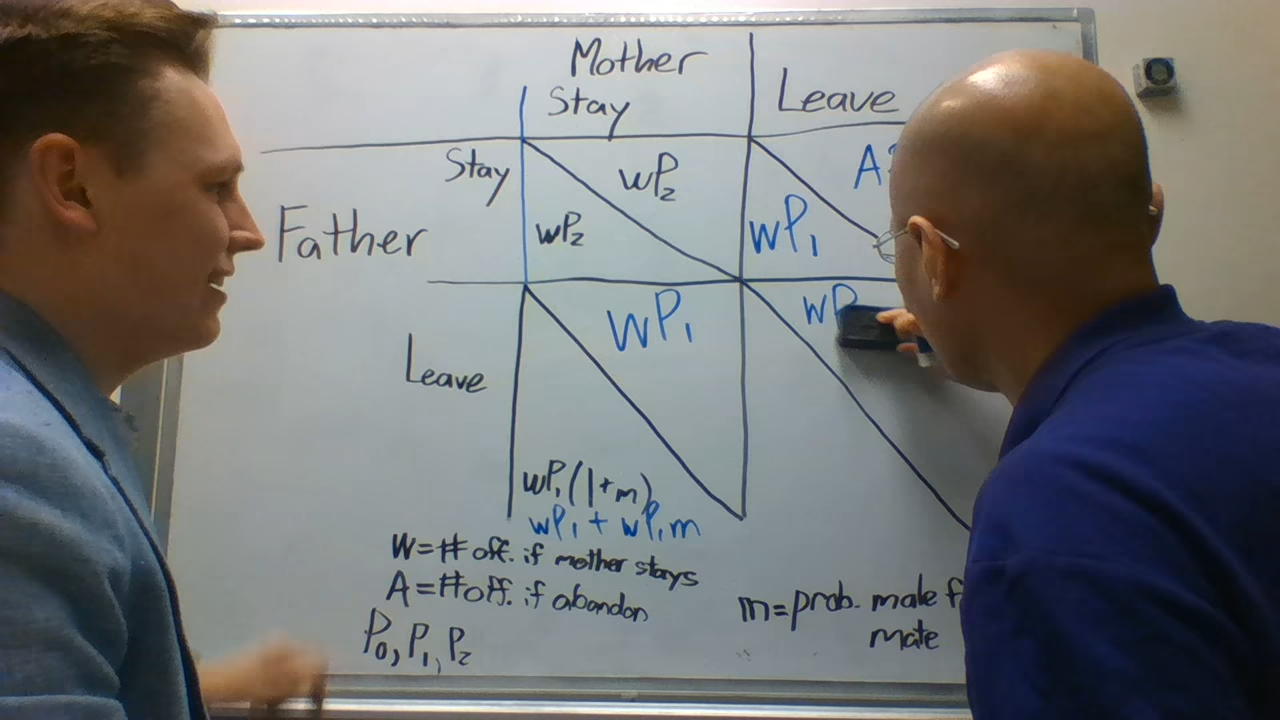 Mother
Stay Leave
Stay wP₂ A
Father wP₂ wP₁
wP₁ wP
Leave
wP₁(1+m)
wP₁ + wP₁m
W=# off. if mother stays
A=#off. if abandon
m=prob. male
mate
P₀, P₁, P₂